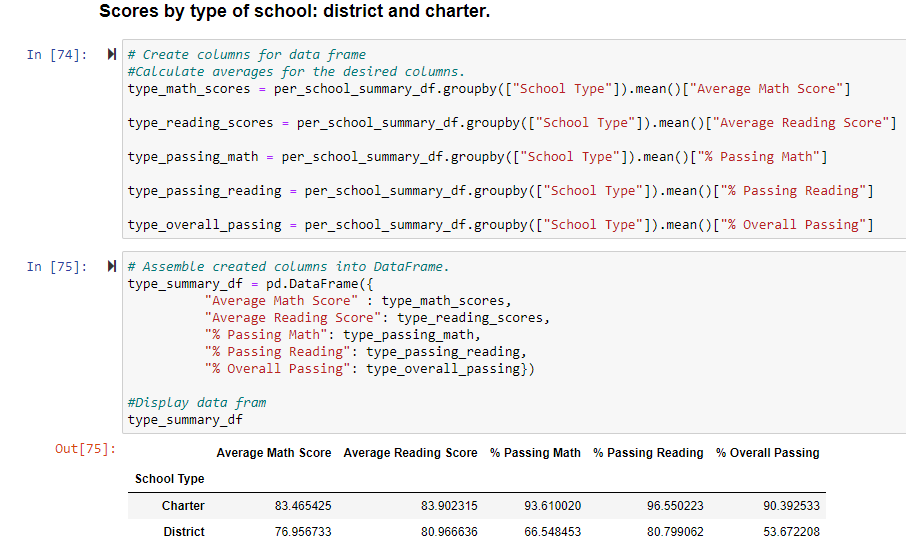 Scores by type of school: district and charter.
In [74]:
# Create columns for data frame
#Calculate averages for the desired columns.
type_math_scores = per_school_summary_df.groupby(["School Type"]).mean()["Average Math Score"]
type_reading_scores = per_school_summary_df.groupby(["School Type"]).mean()["Average Reading Score"]
type_passing_math = per_school_summary_df.groupby(["School Type"]).mean()["% Passing Math"]
type_passing_reading = per_school_summary_df.groupby(["School Type"]).mean()["% Passing Reading"]
type_overall_passing = per_school_summary_df.groupby(["School Type"]).mean()["% Overall Passing"]
In [75]:
# Assemble created columns into DataFrame.
type_summary_df = pd.DataFrame({
"Average Math Score" : type_math_scores,
"Average Reading Score": type_reading_scores,
"% Passing Math": type_passing_math,
"% Passing Reading": type_passing_reading,
"% Overall Passing": type_overall_passing})
#Display data fram
type_summary_df
Out[75]:
Average Math Score Average Reading Score % Passing Math % Passing Reading % Overall Passing
School Type
Charter 83.465425 83.902315 93.610020 96.550223 90.392533
District 76.956733 80.966636 66.548453 80.799062 53.672208